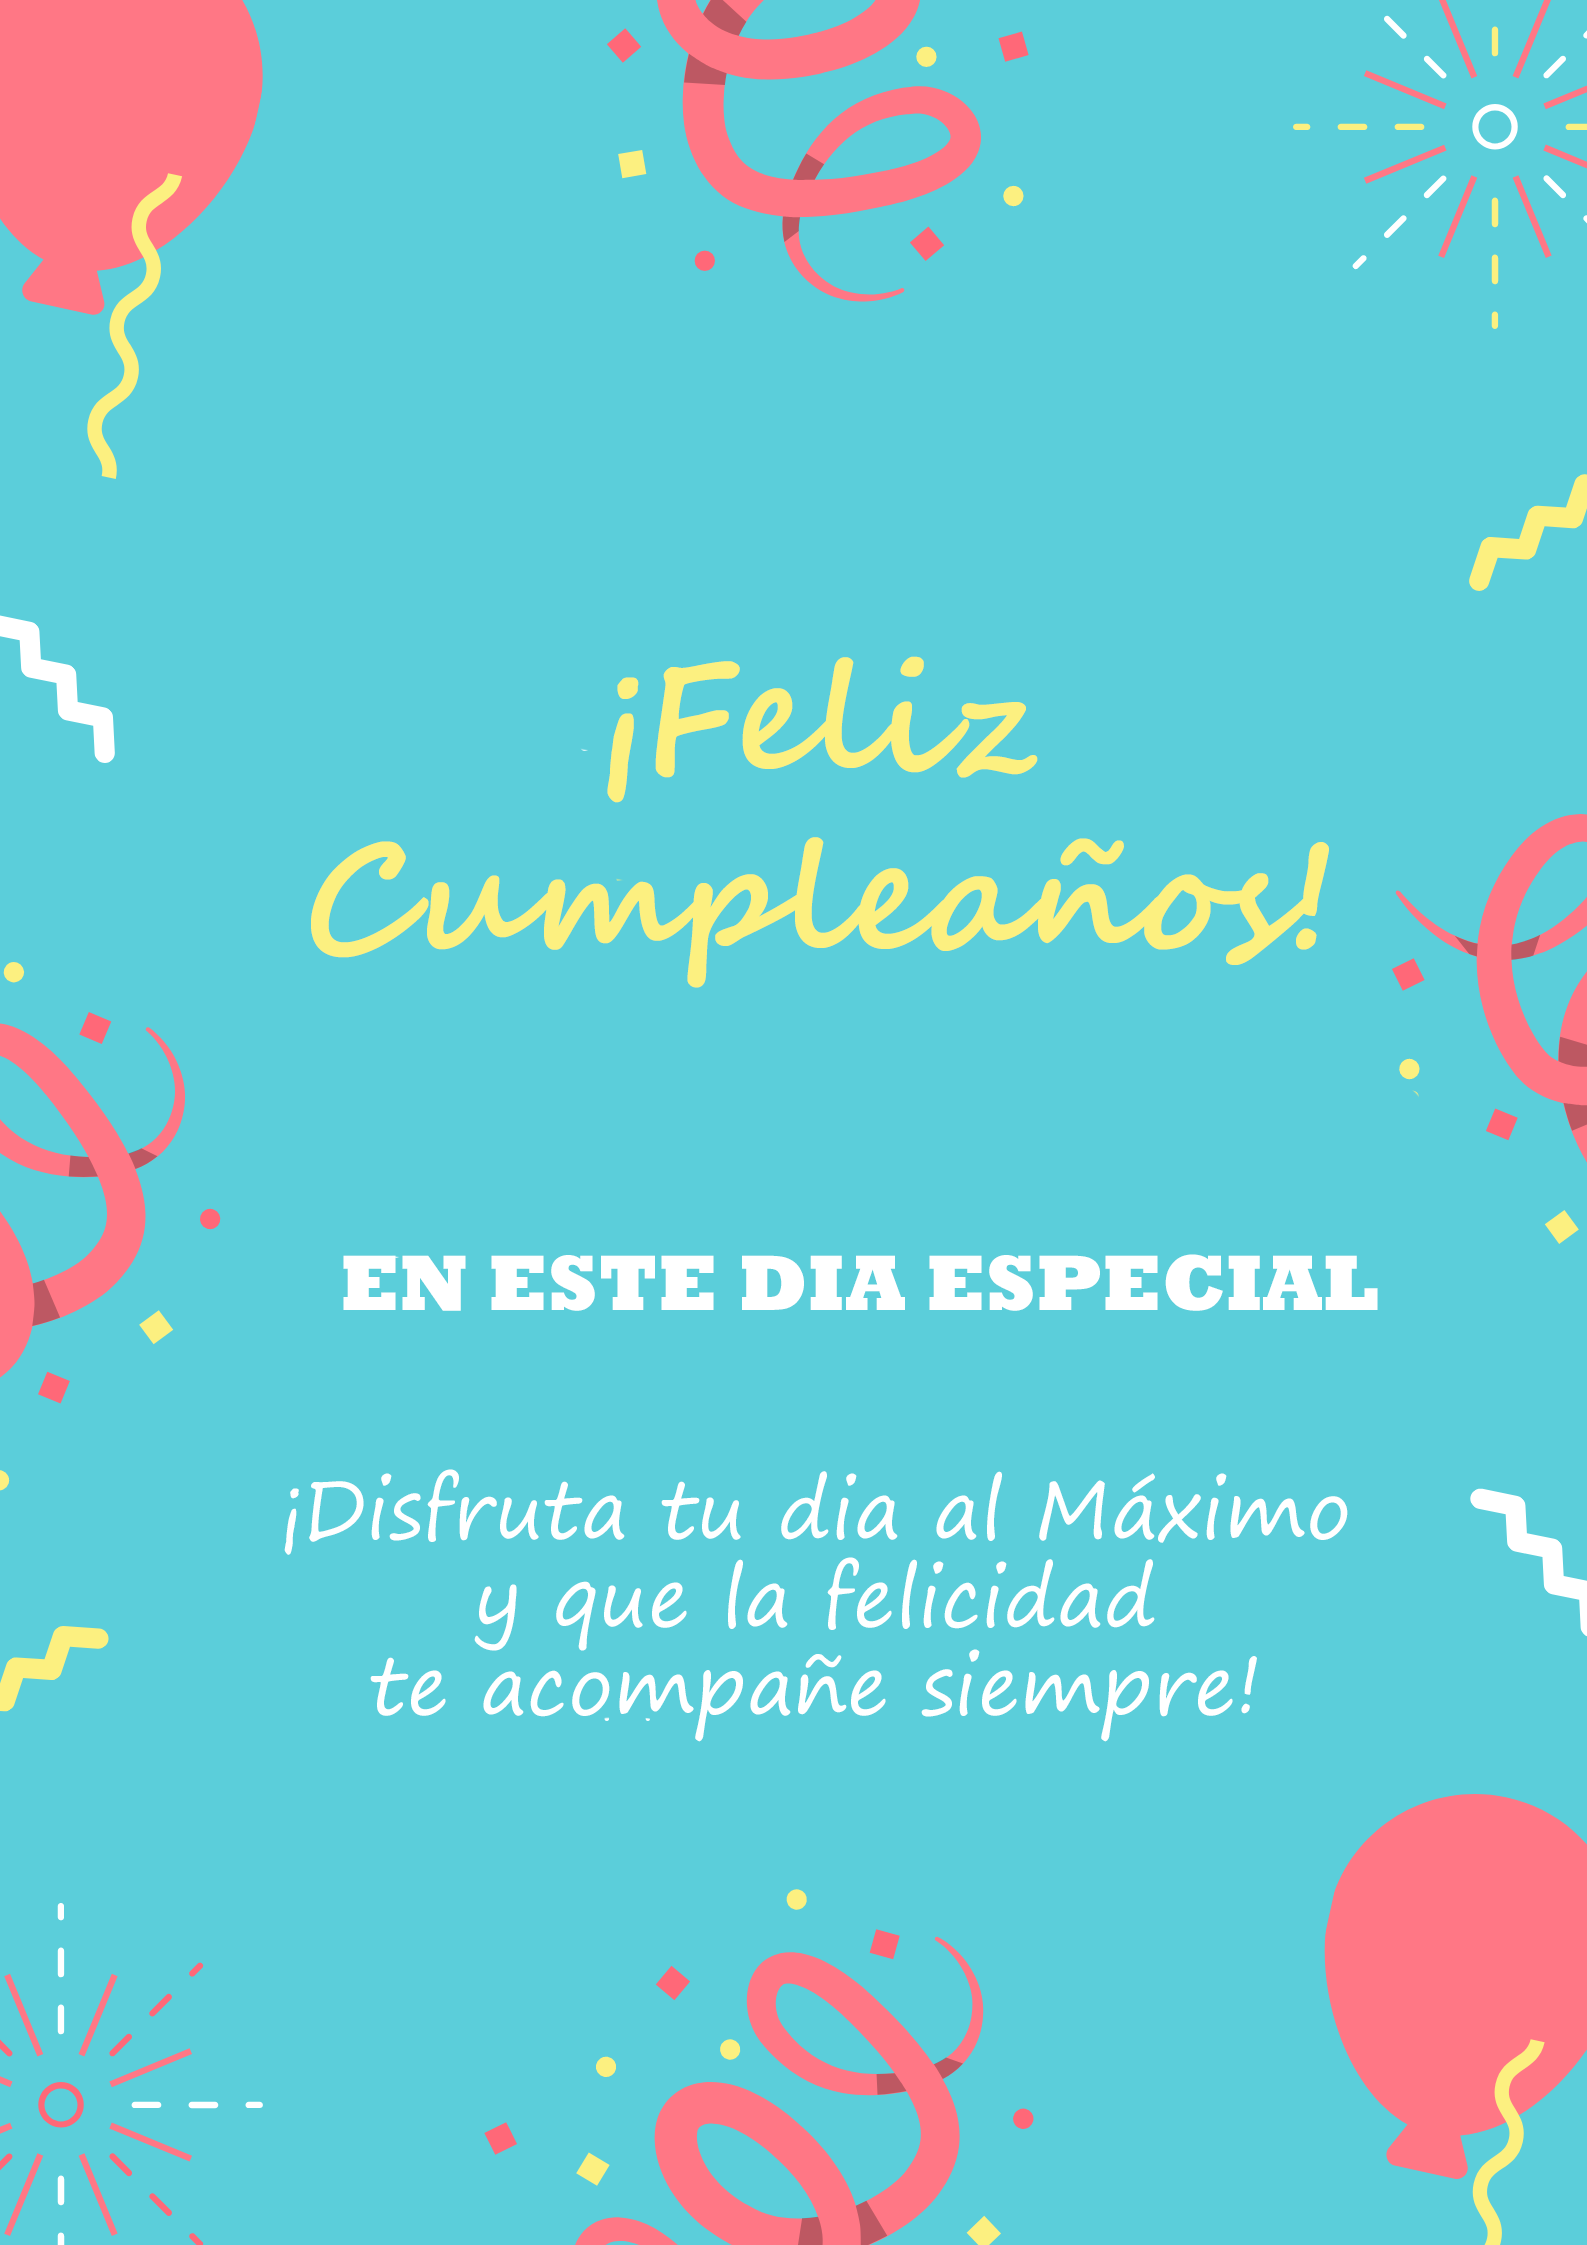 ¡Feliz
Cumpleaños!
EN ESTE DIA ESPECIAL
¡Disfruta tu dia al Máximo
y que la felicidad
te acompañe siempre!